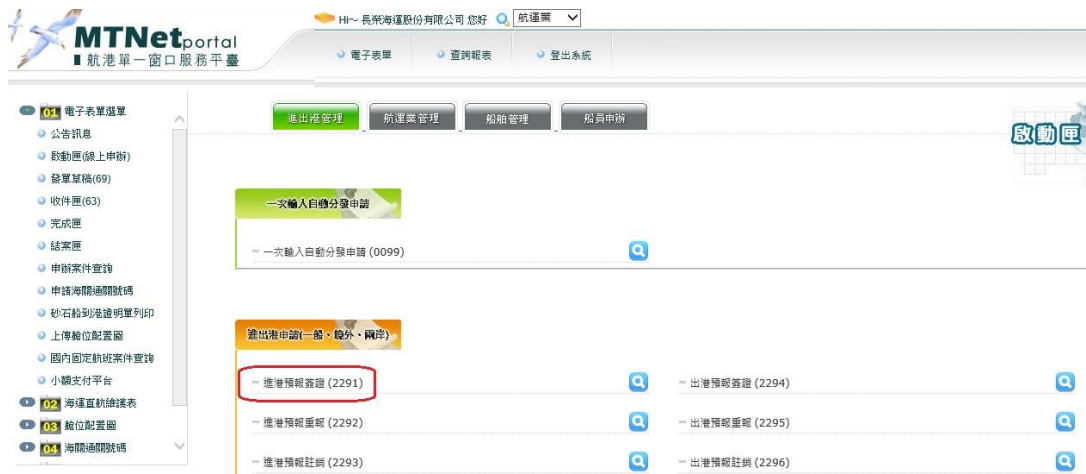 Hi~ 長榮海運股份有限公司 您好 航運業
MTNetportal
航港單一窗口服務平臺
電子表單 查詢報表 登出系統
01 電子表單選單
公告訊息
啟動匣(線上申辦)
發單草稿(69)
收件匣(63)
完成匣
結案匣
申辦案件查詢
申請海關通關號碼
砂石船到港證明單列印
上傳艙位配置圖
國內固定航班案件查詢
小額支付平台
02 海運直航維護表
03 艙位配置圖
04 海關通關號碼
進出港管理 航運業管理 船舶管理 船員申辦
啟動匣
一次輸入自動分發申請
一次輸入自動分發申請 (0099)
進出港申請(一般、境外、兩岸)
進港預報簽證 (2291) 出港預報簽證 (2294)
進港預報重報 (2292) 出港預報重報 (2295)
進港預報註銷 (2293) 出港預報註銷 (2296)